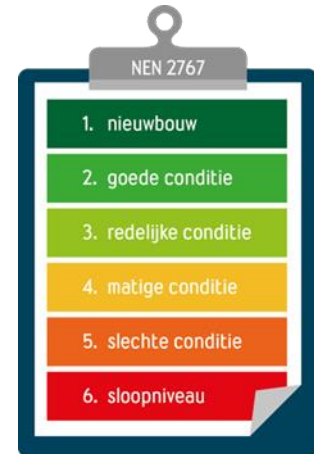 NEN 2767
1. nieuwbouw
2. goede conditie
3. redelijke conditie
4. matige conditie
5. slechte conditie
6. sloopniveau